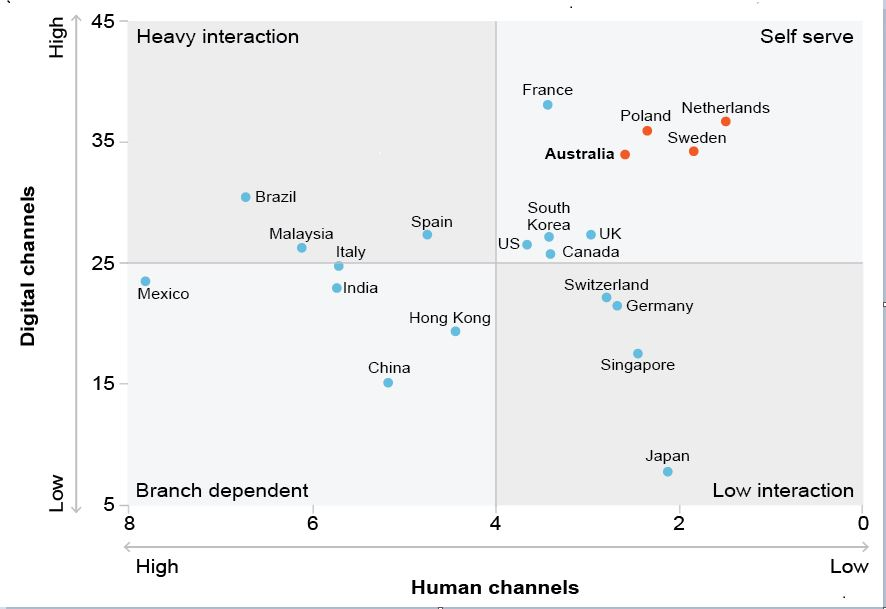 High
45
Heavy interaction
Self serve
France
Netherlands
Poland
Sweden
35
Australia
Brazil
South
Korea
Spain
Malaysia
UK
US
Italy
Canada
25
Digital channels
Mexico
India
Switzerland
Germany
Hong Kong
Singapore
China
15
Japan
Low
Branch dependent
Low interaction
5
8
6
4
2
0
High
Low
Human channels